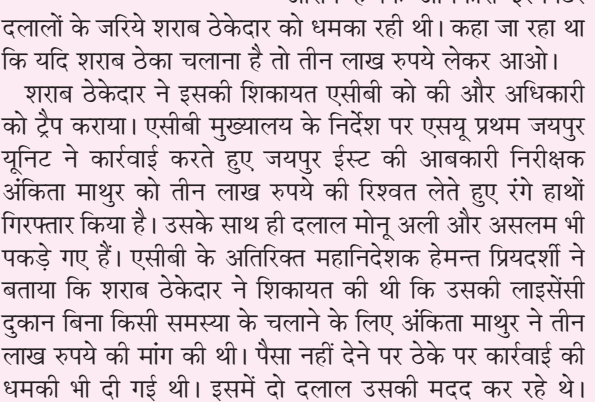 दलालों के जरिये शराब ठेकेदार को धमका रही थी। कहा जा रहा था
कि यदि शराब ठेका चलाना है तो तीन लाख रुपये लेकर आओ।
शराब ठेकेदार ने इसकी शिकायत एसीबी को की और अधिकारी
को ट्रैप कराया। एसीबी मुख्यालय के निर्देश पर एसयू प्रथम जयपुर
यूनिट ने कार्रवाई करते हुए जयपुर ईस्ट की आबकारी निरीक्षक
अंकिता माथुर को तीन लाख रुपये की रिश्वत लेते हुए रंगे हाथों
गिरफ्तार किया है। उसके साथ ही दलाल मोनू अली और असलम भी
पकड़े गए हैं। एसीबी के अतिरिक्त महानिदेशक हेमन्त प्रियदर्शी ने
बताया कि शराब ठेकेदार ने शिकायत की थी कि उसकी लाइसेंसी
दुकान बिना किसी समस्या के चलाने के लिए अंकिता माथुर ने तीन
लाख रुपये की मांग की थी। पैसा नहीं देने पर ठेके पर कार्रवाई की
धमकी भी दी गई थी। इसमें दो दलाल उसकी मदद कर रहे थे।